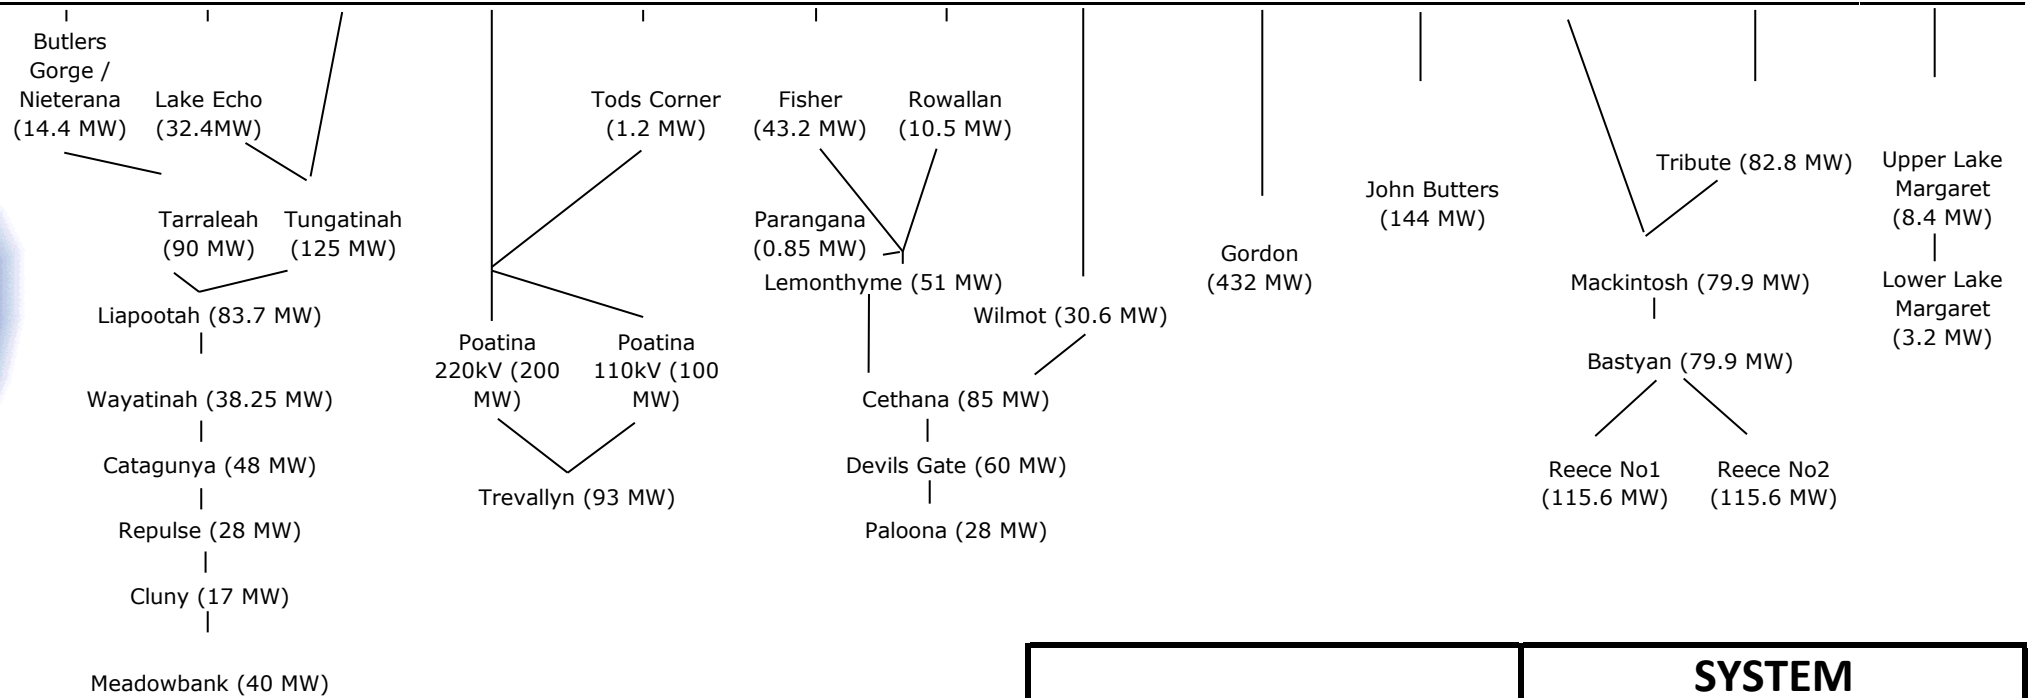 Butlers
Gorge /
Nieterana
(14.4 MW)
Lake Echo
(32.4MW)
Tarraleah
(90 MW)
Tungatinah
(125 MW)
Liapootah (83.7 MW)
Wayatinah (38.25 MW)
Catagunya (48 MW)
Repulse (28 MW)
Cluny (17 MW)
Meadowbank (40 MW)
Tods Corner
(1.2 MW)
Poatina
220kV (200
MW)
Poatina
110kV (100
MW)
Trevallyn (93 MW)
Fisher
(43.2 MW)
Rowallan
(10.5 MW)
Parangana
(0.85 MW)
Lemonthyme (51 MW)
Wilmot (30.6 MW)
Cethana (85 MW)
Devils Gate (60 MW)
Paloona (28 MW)
Gordon
(432 MW)
John Butters
(144 MW)
Tribute (82.8 MW)
Mackintosh (79.9 MW)
Bastyan (79.9 MW)
Reece No1
(115.6 MW)
Reece No2
(115.6 MW)
Upper Lake
Margaret
(8.4 MW)
Lower Lake
Margaret
(3.2 MW)
SYSTEM